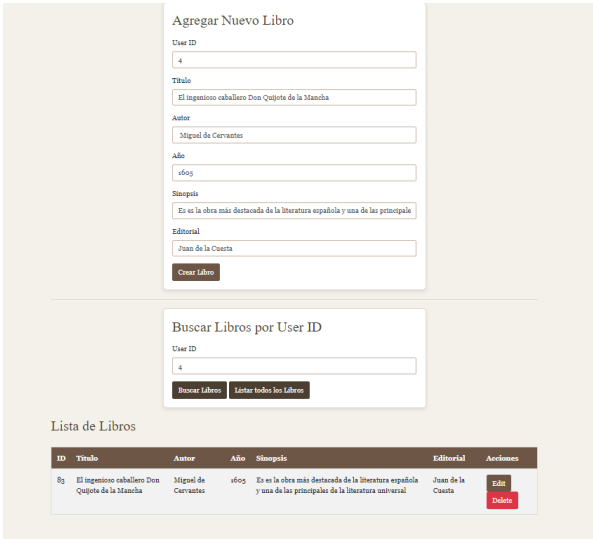 Agregar Nuevo Libro
User ID
4
Título
El ingenioso caballero Don Quijote de la Mancha
Autor
Miguel de Cervantes
Año
1605
Sinopsis
Es es la obra más destacada de la literatura española y una de las principale
Editorial
Juan de la Cuesta
Crear Libro
Buscar Libros por User ID
User ID
4
Buscar Libros Listar todos los Libros
Lista de Libros
ID Título Autor Año Sinopsis Editorial Acciones
83 El ingenioso caballero Don Miguel de 1605 Es es la obra más destacada de la literatura española Juan de la Edit
Quijote de la Mancha Cervantes y una de las principales de la literatura universal Cuesta
Delete